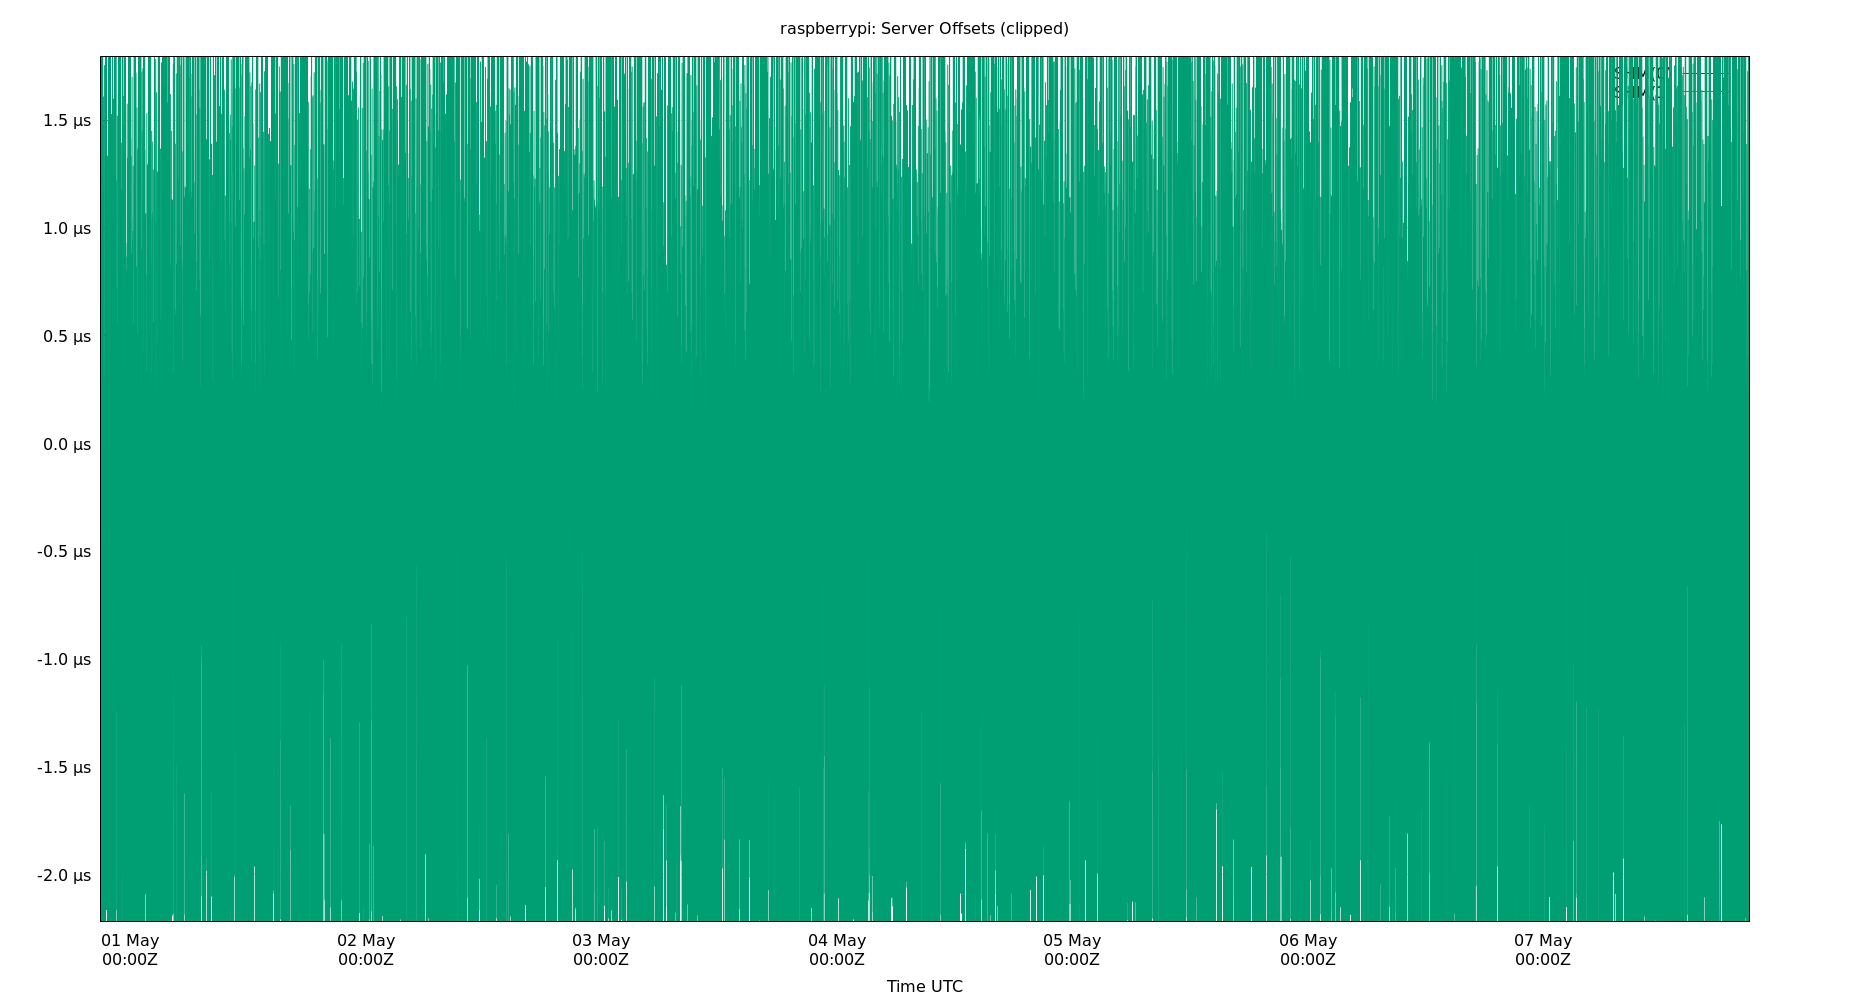 raspberrypi: Server Offsets (clipped)
1.5 µs
1.0 µs
0.5 µs
0.0 µs
-0.5 µs
-1.0 µs
-1.5 µs
-2.0 µs
01 May 02 May 03 May 04 May 05 May 06 May 07 May
00:00Z 00:00Z 00:00Z 00:00Z 00:00Z 00:00Z 00:00Z
Time UTC